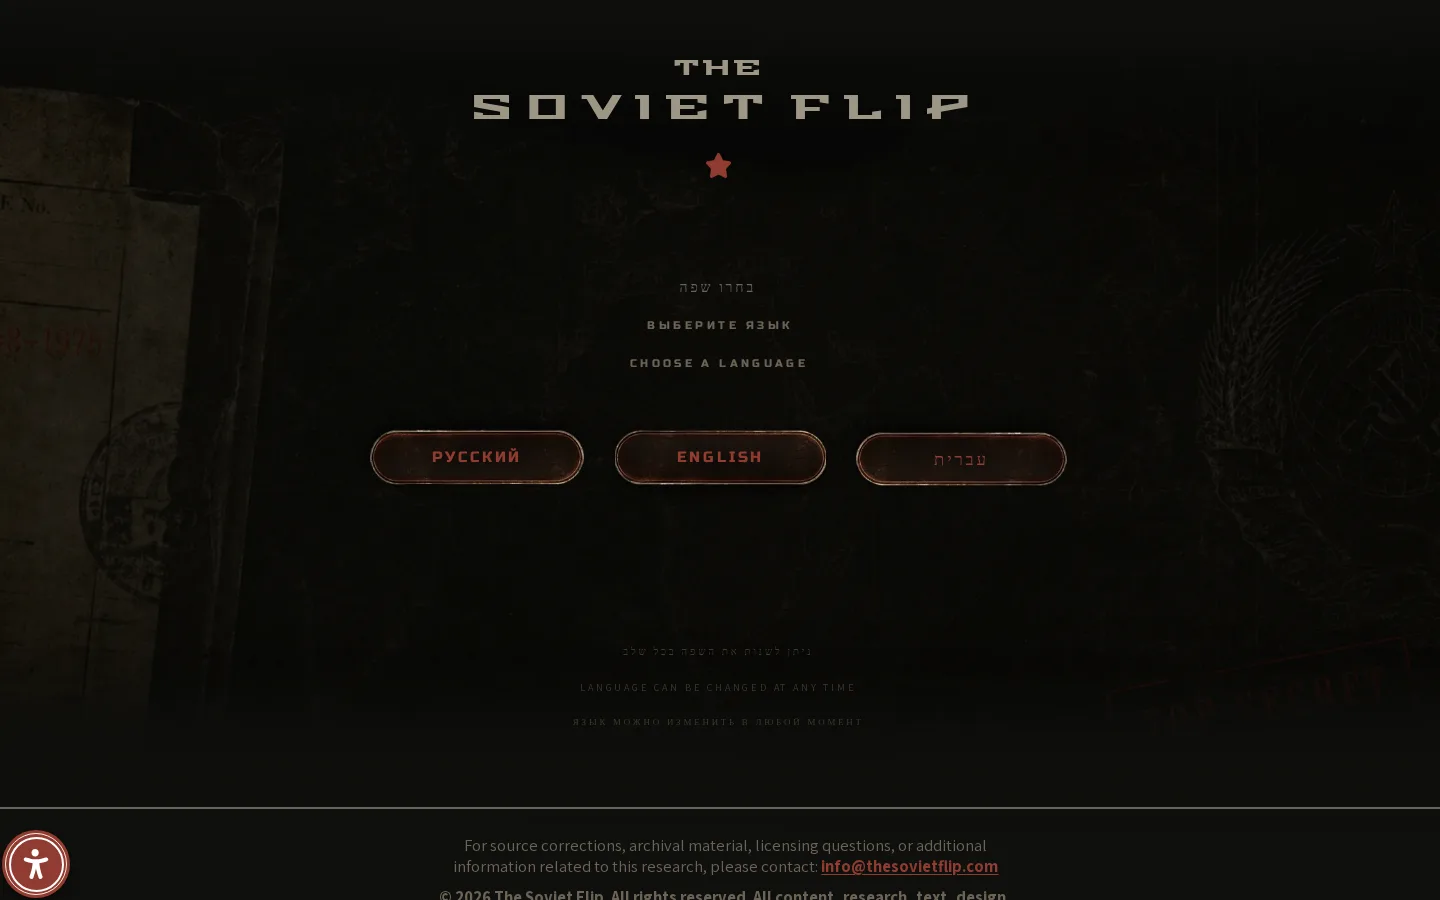 THE
SOVIET FLIP
E No.
-1975
בחרו שפה
ВЫБЕРИТЕ ЯЗЫК
CHOOSE A LANGUAGE
РУССКИЙ
ENGLISH
עברית
ניתן לשנות את השפה בכל שלב
LANGUAGE CAN BE CHANGED AT ANY TIME
ЯЗЫК МОЖНО ИЗМЕНИТЬ В ЛЮБОЙ МОМЕНТ
For source corrections, archival material, licensing questions, or additional
information related to this research, please contact: info@thesovietflip.com
© 2026 The Soviet Flip. All rights reserved. All content, research, text, design